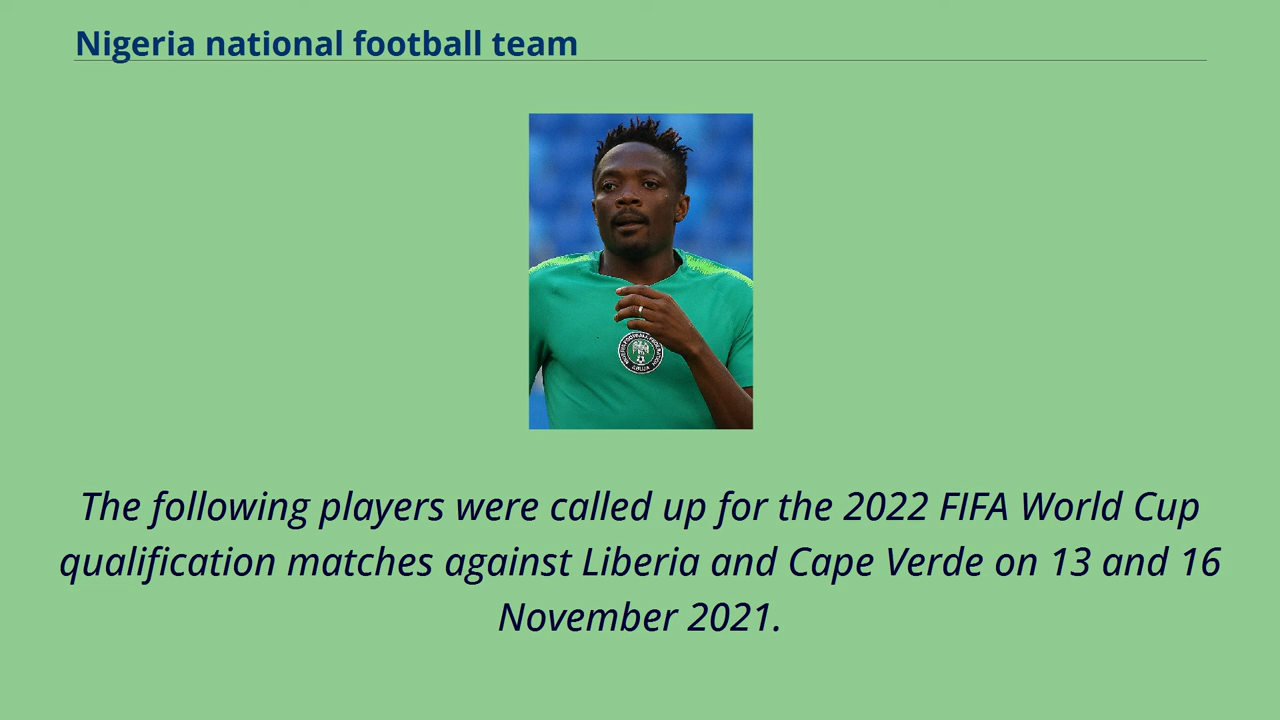 Nigeria national football team
The following players were called up for the 2022 FIFA World Cup
qualification matches against Liberia and Cape Verde on 13 and 16
November 2021.